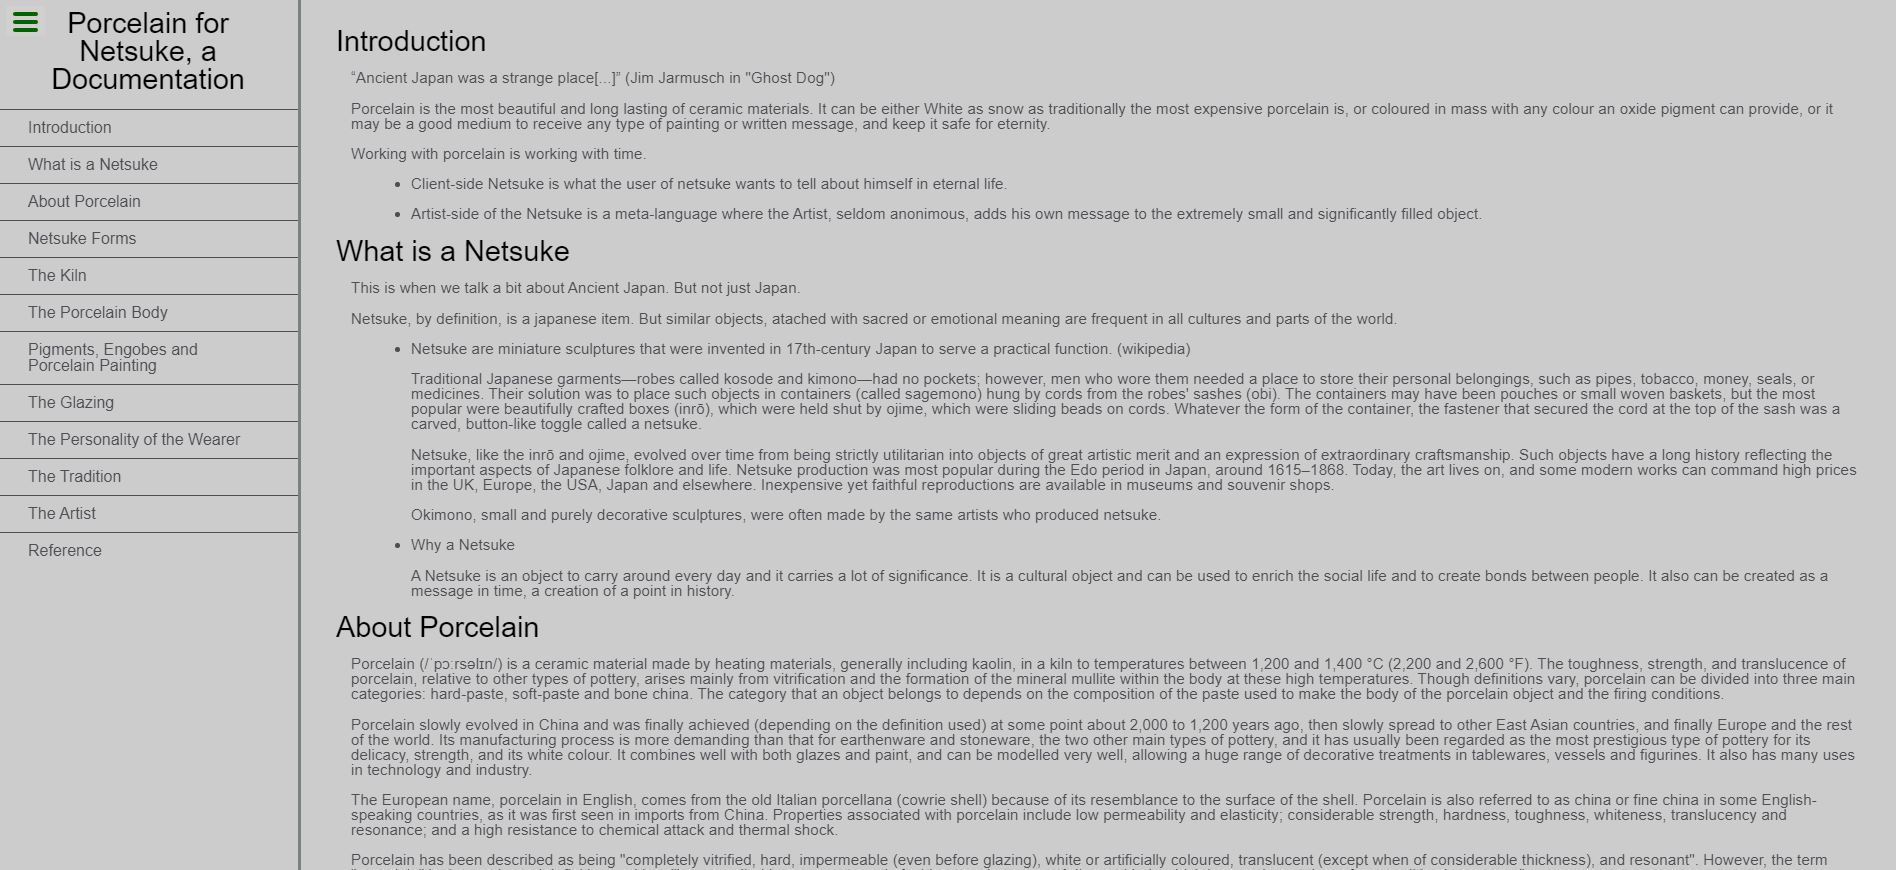 Porcelain for
Netsuke, a
Documentation
Introduction
What is a Netsuke
About Porcelain
Netsuke Forms
The Kiln
The Porcelain Body
Pigments, Engobes and
Porcelain Painting
The Glazing
The Personality of the Wearer
The Tradition
The Artist
Reference
Introduction
“Ancient Japan was a strange place[...]” (Jim Jarmusch in "Ghost Dog")
Porcelain is the most beautiful and long lasting of ceramic materials. It can be either White as snow as traditionally the most expensive porcelain is, or coloured in mass with any colour an oxide pigment can provide, or it
may be a good medium to receive any type of painting or written message, and keep it safe for eternity.
Working with porcelain is working with time.
• Client-side Netsuke is what the user of netsuke wants to tell about himself in eternal life.
• Artist-side of the Netsuke is a meta-language where the Artist, seldom anonimous, adds his own message to the extremely small and significantly filled object.
What is a Netsuke
This is when we talk a bit about Ancient Japan. But not just Japan.
Netsuke, by definition, is a japanese item. But similar objects, atached with sacred or emotional meaning are frequent in all cultures and parts of the world.
• Netsuke are miniature sculptures that were invented in 17th-century Japan to serve a practical function. (wikipedia)
Traditional Japanese garments—robes called kosode and kimono—had no pockets; however, men who wore them needed a place to store their personal belongings, such as pipes, tobacco, money, seals, or
medicines. Their solution was to place such objects in containers (called sagemono) hung by cords from the robes' sashes (obi). The containers may have been pouches or small woven baskets, but the most
popular were beautifully crafted boxes (inrō), which were held shut by ojime, which were sliding beads on cords. Whatever the form of the container, the fastener that secured the cord at the top of the sash was a
carved, button-like toggle called a netsuke.
Netsuke, like the inrō and ojime, evolved over time from being strictly utilitarian into objects of great artistic merit and an expression of extraordinary craftsmanship. Such objects have a long history reflecting the
important aspects of Japanese folklore and life. Netsuke production was most popular during the Edo period in Japan, around 1615–1868. Today, the art lives on, and some modern works can command high prices
in the UK, Europe, the USA, Japan and elsewhere. Inexpensive yet faithful reproductions are available in museums and souvenir shops.
Okimono, small and purely decorative sculptures, were often made by the same artists who produced netsuke.
• Why a Netsuke
A Netsuke is an object to carry around every day and it carries a lot of significance. It is a cultural object and can be used to enrich the social life and to create bonds between people. It also can be created as a
message in time, a creation of a point in history.
About Porcelain
Porcelain (/ˈpɔːrsəlɪn/) is a ceramic material made by heating materials, generally including kaolin, in a kiln to temperatures between 1,200 and 1,400 °C (2,200 and 2,600 °F). The toughness, strength, and translucence of
porcelain, relative to other types of pottery, arises mainly from vitrification and the formation of the mineral mullite within the body at these high temperatures. Though definitions vary, porcelain can be divided into three main
categories: hard-paste, soft-paste and bone china. The category that an object belongs to depends on the composition of the paste used to make the body of the porcelain object and the firing conditions.
Porcelain slowly evolved in China and was finally achieved (depending on the definition used) at some point about 2,000 to 1,200 years ago, then slowly spread to other East Asian countries, and finally Europe and the rest
of the world. Its manufacturing process is more demanding than that for earthenware and stoneware, the two other main types of pottery, and it has usually been regarded as the most prestigious type of pottery for its
delicacy, strength, and its white colour. It combines well with both glazes and paint, and can be modelled very well, allowing a huge range of decorative treatments in tablewares, vessels and figurines. It also has many uses
in technology and industry.
The European name, porcelain in English, comes from the old Italian porcellana (cowrie shell) because of its resemblance to the surface of the shell. Porcelain is also referred to as china or fine china in some English-
speaking countries, as it was first seen in imports from China. Properties associated with porcelain include low permeability and elasticity; considerable strength, hardness, toughness, whiteness, translucency and
resonance; and a high resistance to chemical attack and thermal shock.
Porcelain has been described as being "completely vitrified, hard, impermeable (even before glazing), white or artificially coloured, translucent (except when of considerable thickness), and resonant". However, the term